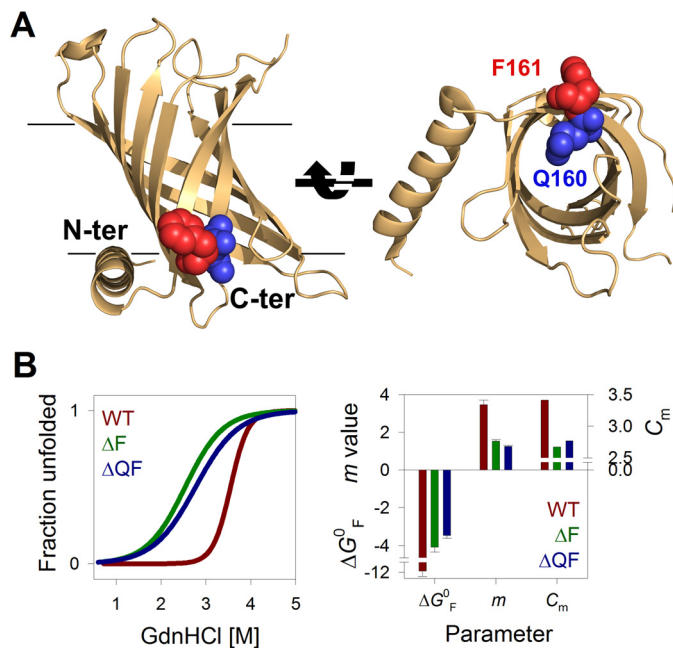 A
F161
Q160
N-ter
C-ter
B
Fraction unfolded
1
0
WT
ΔF
ΔQF
1 2 3 4 5
GdnHCl [M]
ΔG⁰F m value
4
2
0
-2
-4
-12
3.5
3.0
2.5
0.0
Cm
WT
ΔF
ΔQF
ΔG⁰F m Cm
Parameter